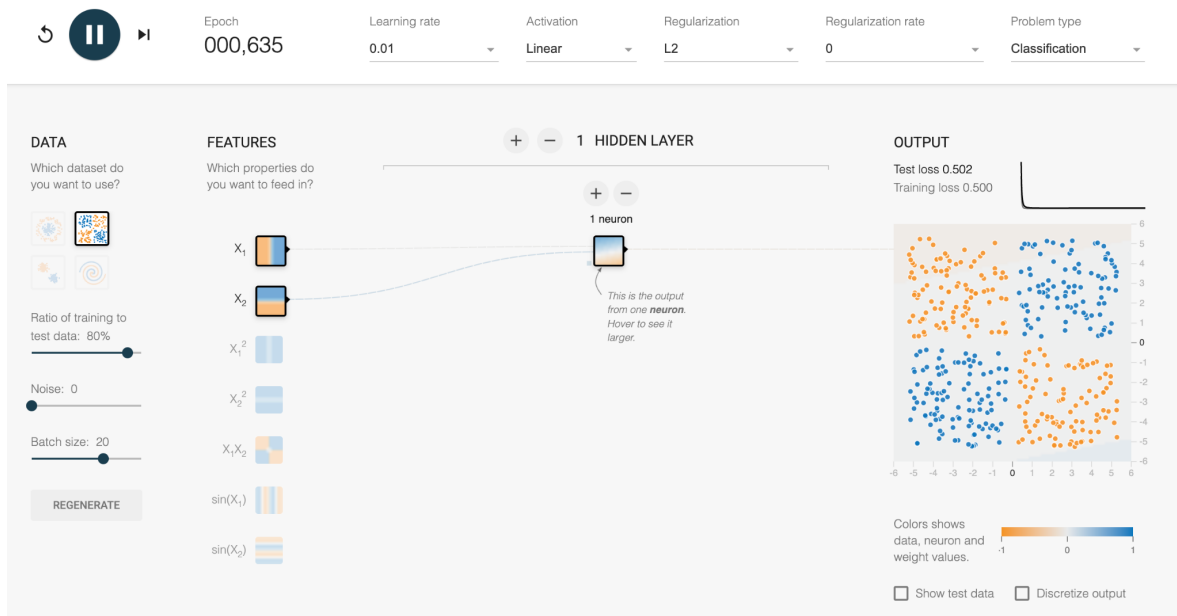 Epoch
000,635
Learning rate
0.01
Activation
Linear
Regularization
L2
Regularization rate
0
Problem type
Classification
DATA
Which dataset do
you want to use?
Ratio of training to
test data: 80%
Noise: 0
Batch size: 20
REGENERATE
FEATURES
Which properties do
you want to feed in?
X₁
X₂
X₁²
X₂²
X₁X₂
sin(X₁)
sin(X₂)
+ − 1 HIDDEN LAYER
+ −
1 neuron
This is the output
from one neuron.
Hover to see it
larger.
OUTPUT
Test loss 0.502
Training loss 0.500
6
5
4
3
2
1
0
-1
-2
-3
-4
-5
-6
-6 -5 -4 -3 -2 -1 0 1 2 3 4 5 6
Colors shows
data, neuron and
weight values.
-1 0 1
Show test data Discretize output